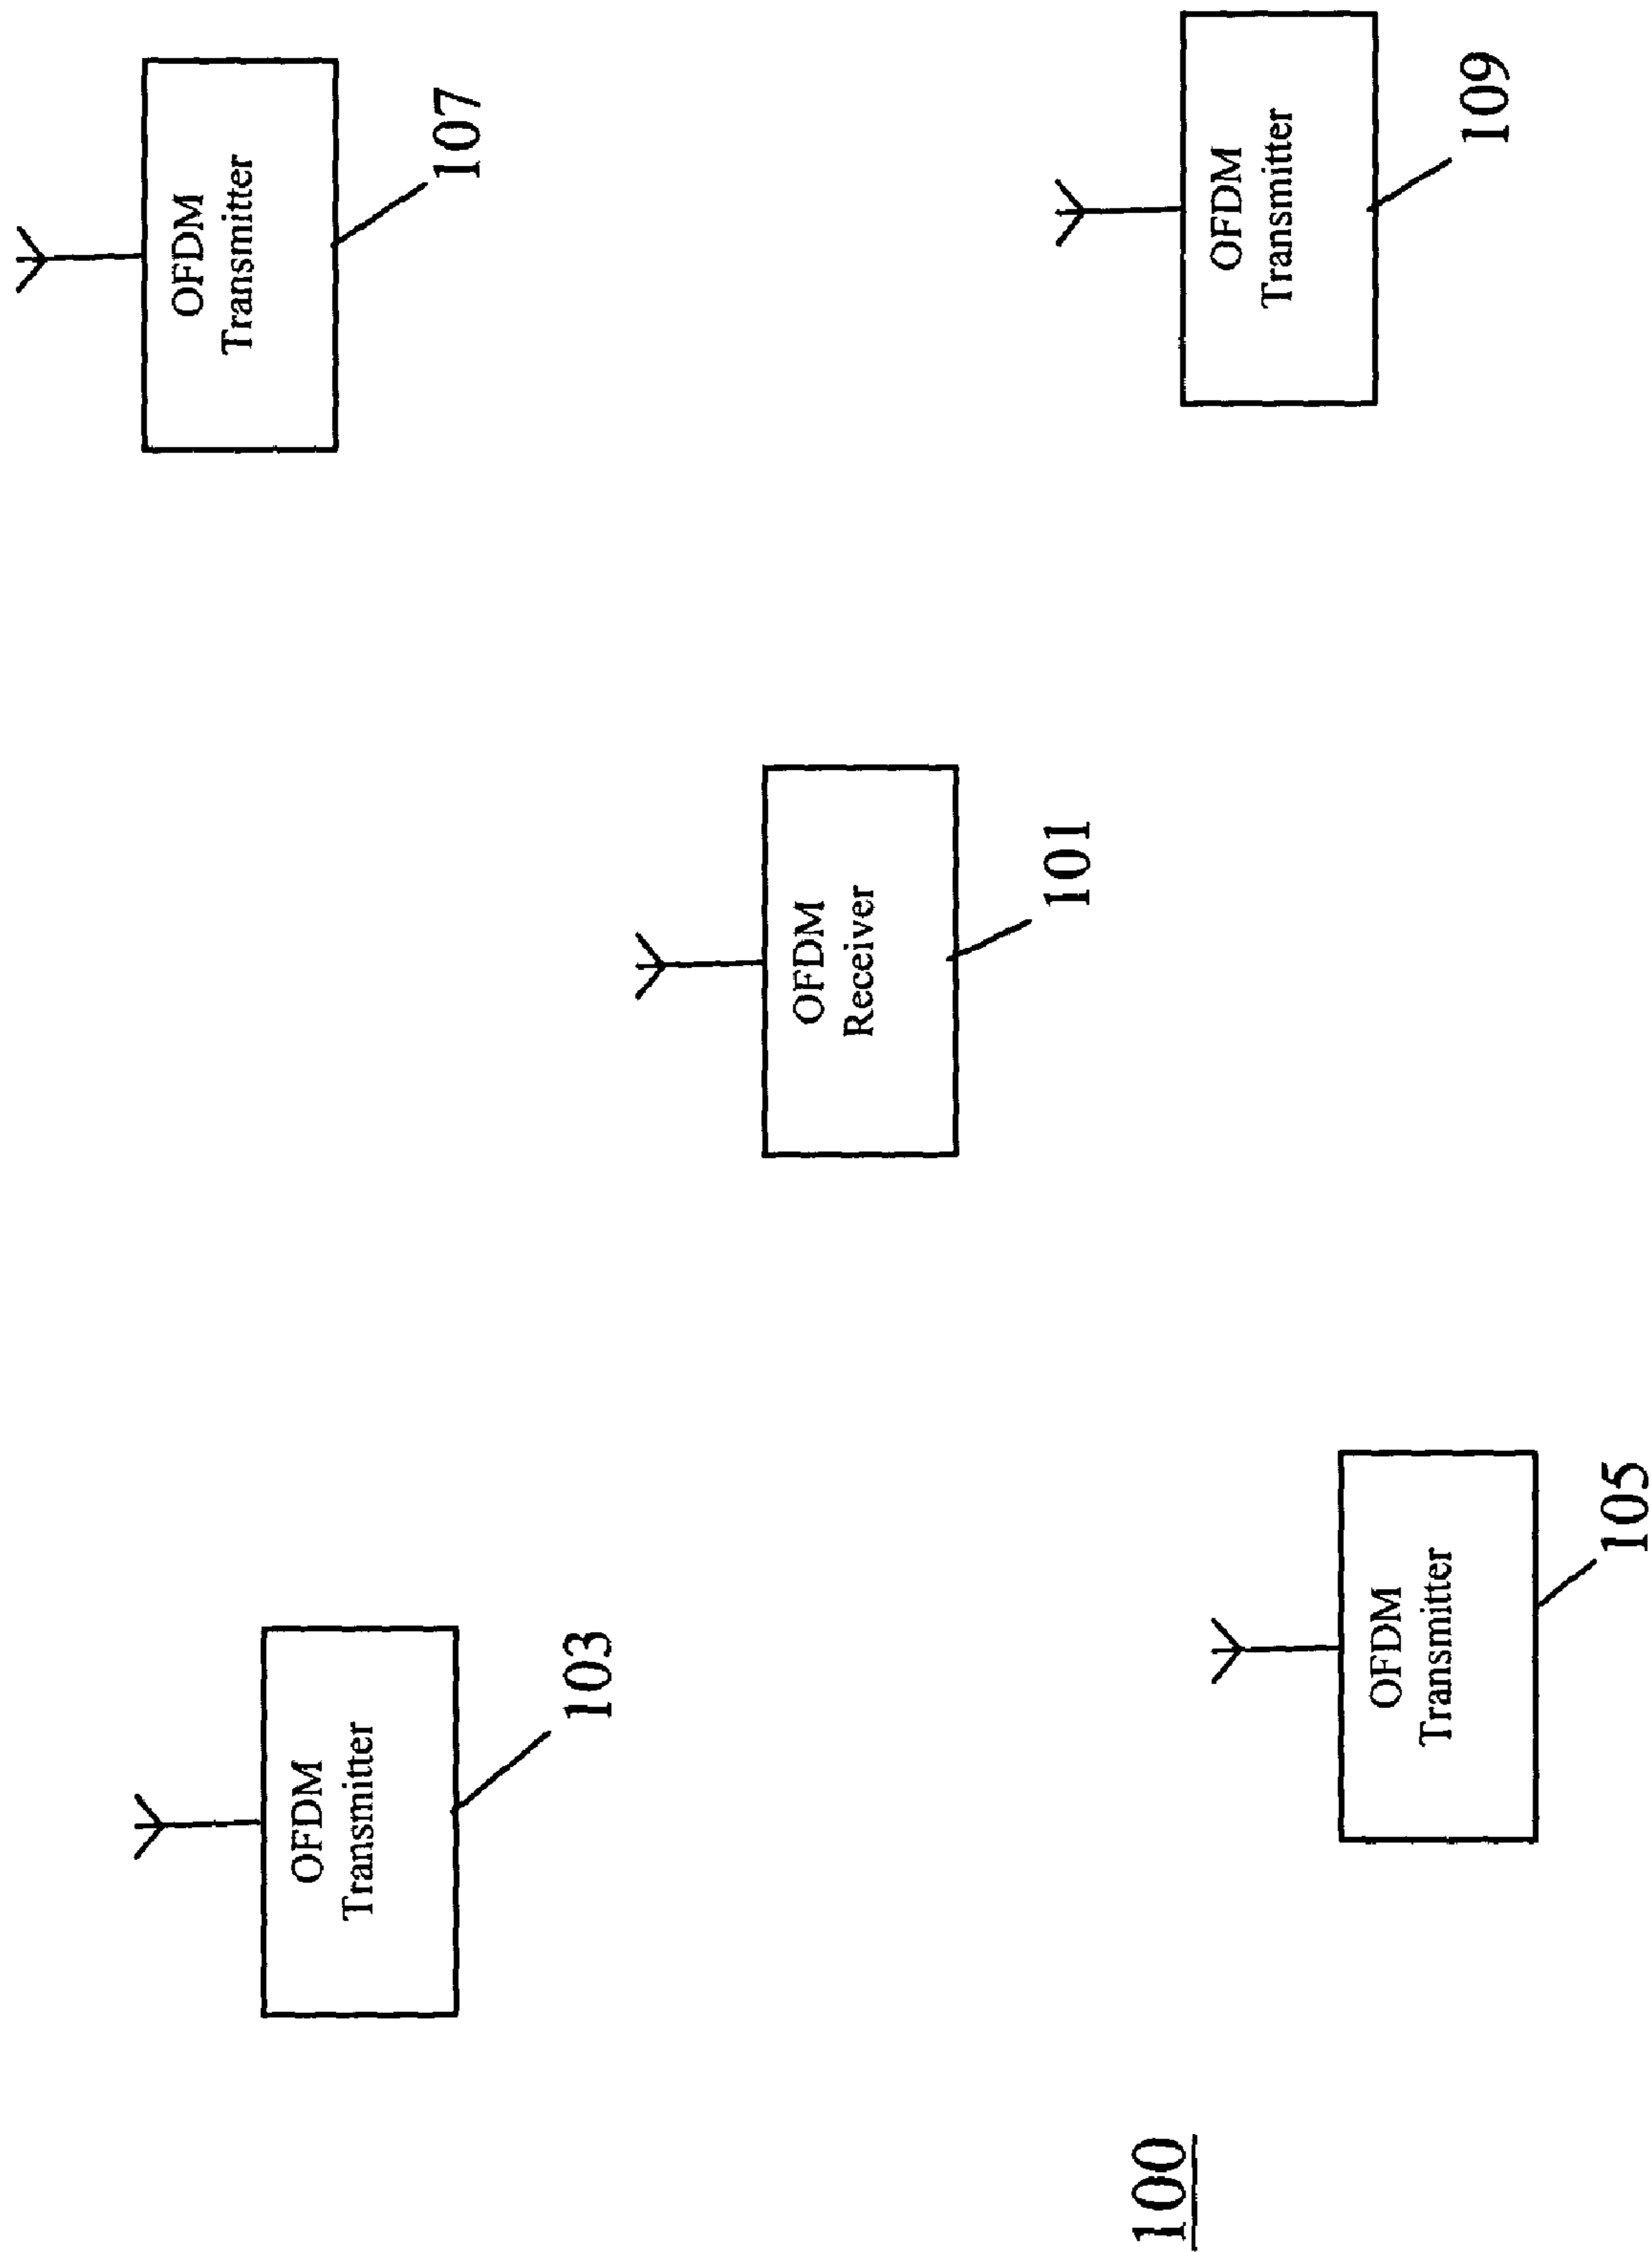 OFDM
Transmitter
103
OFDM
Transmitter
107
OFDM
Receiver
101
OFDM
Transmitter
105
OFDM
Transmitter
109
100